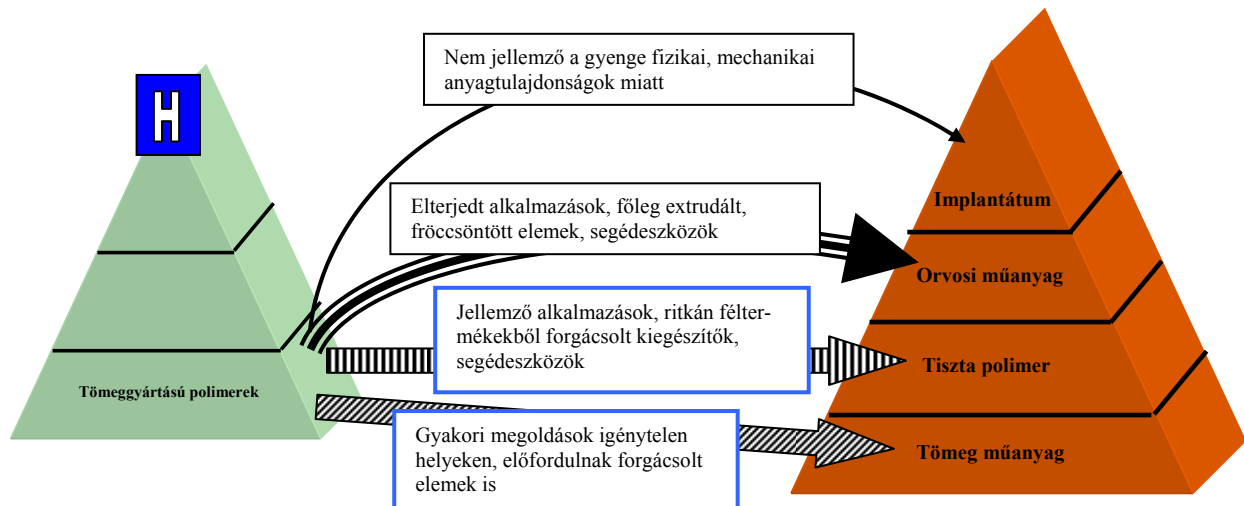 H
Nem jellemző a gyenge fizikai, mechanikai
anyagtulajdonságok miatt
Elterjedt alkalmazások, főleg extrudált,
fröccsöntött elemek, segédeszközök
Jellemző alkalmazások, ritkán félter-
mékekből forgácsolt kiegészítők,
segédeszközök
Gyakori megoldások igénytelen
helyeken, előfordulnak forgácsolt
elemek is
Tömeggyártású polimerek
Implantátum
Orvosi műanyag
Tiszta polimer
Tömeg műanyag